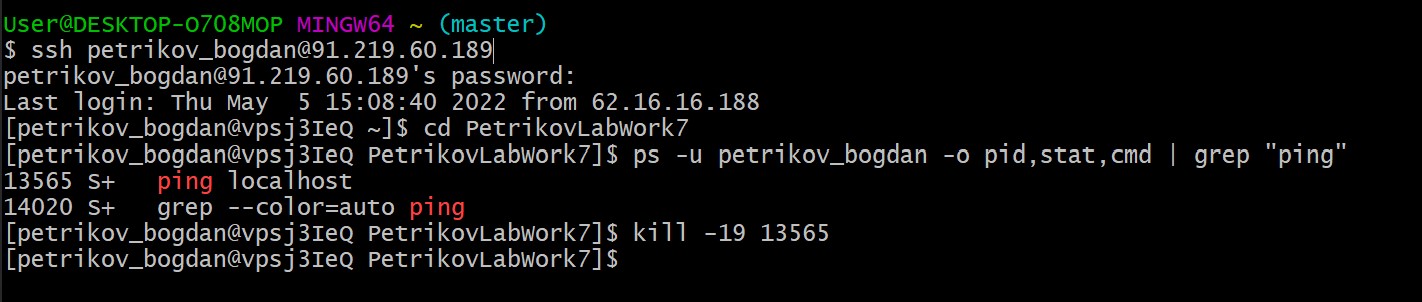 User@DESKTOP-O7O8MOP MINGW64 ~ (master)
$ ssh petrikov_bogdan@91.219.60.189
petrikov_bogdan@91.219.60.189's password:
Last login: Thu May  5 15:08:40 2022 from 62.16.16.188
[petrikov_bogdan@vpsj3IeQ ~]$ cd PetrikovLabWork7
[petrikov_bogdan@vpsj3IeQ PetrikovLabWork7]$ ps -u petrikov_bogdan -o pid,stat,cmd | grep "ping"
13565 S+   ping localhost
14020 S+   grep --color=auto ping
[petrikov_bogdan@vpsj3IeQ PetrikovLabWork7]$ kill -19 13565
[petrikov_bogdan@vpsj3IeQ PetrikovLabWork7]$